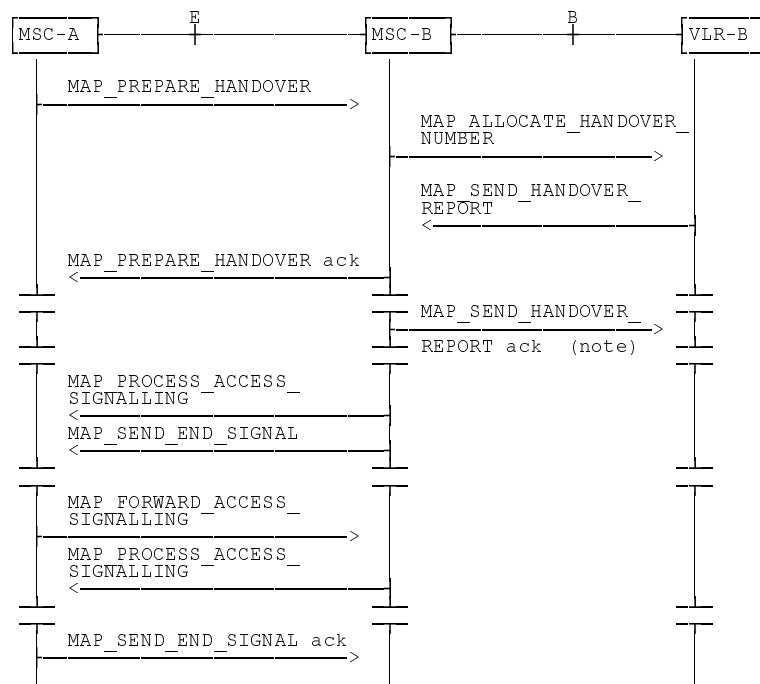 E
B
MSC-A
MSC-B
VLR-B
MAP_PREPARE_HANDOVER
MAP_ALLOCATE_HANDOVER_
NUMBER
MAP_SEND_HANDOVER_
REPORT
MAP_PREPARE_HANDOVER ack
MAP_SEND_HANDOVER_
REPORT ack (note)
MAP_PROCESS_ACCESS_
SIGNALLING
MAP_SEND_END_SIGNAL
MAP_FORWARD_ACCESS_
SIGNALLING
MAP_PROCESS_ACCESS_
SIGNALLING
MAP_SEND_END_SIGNAL ack